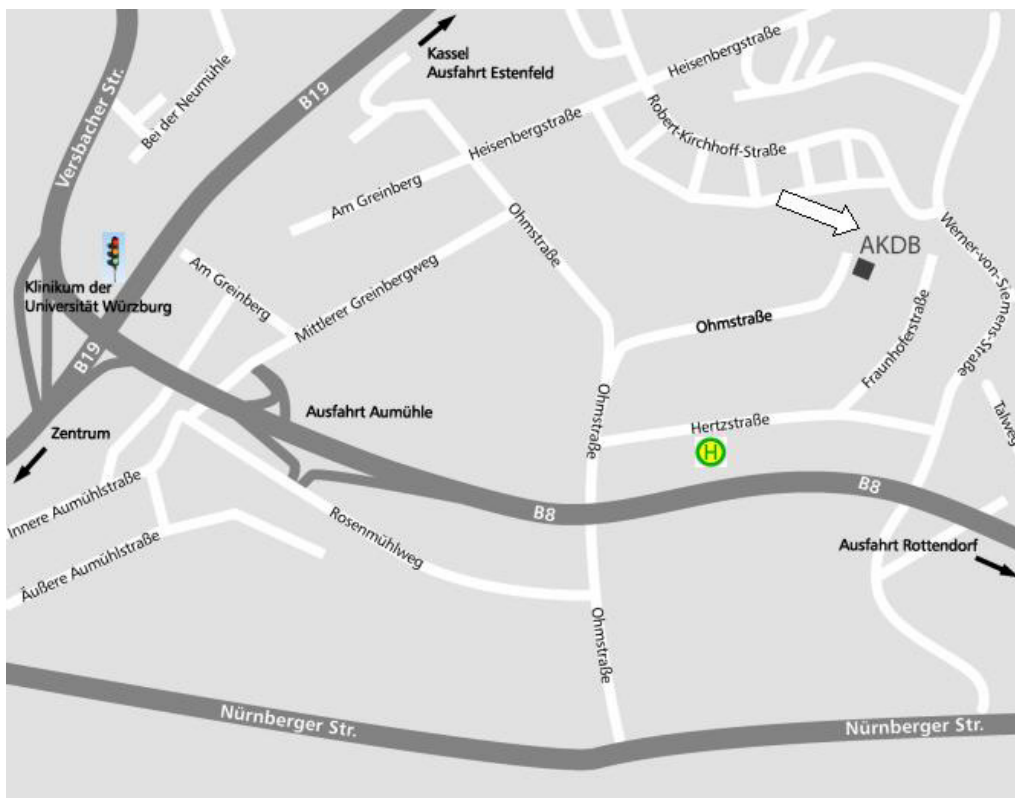 Kassel
Ausfahrt Estenfeld
Heisenbergstraße
B19
Versbacher Str.
Bei der Neumühle
Heisenbergstraße
Robert-Kirchhoff-Straße
Am Greinberg
Ohmstraße
AKDB
Werner-von-Siemens-Straße
Klinikum der
Universität Würzburg
Am Greinberg
Mittlerer Greinbergweg
Ohmstraße
Fraunhoferstraße
B19
Ausfahrt Aumühle
Ohmstraße
Hertzstraße
Talweg
Zentrum
H
Innere Aumühlstraße
B8
B8
Rosenmühlweg
Ausfahrt Rottendorf
Äußere Aumühlstraße
Ohmstraße
Nürnberger Str.
Nürnberger Str.